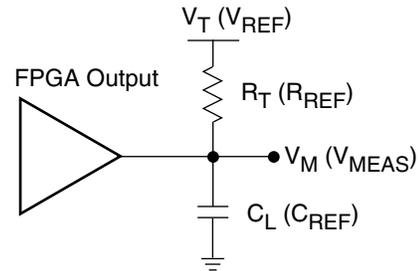 V_T (V_REF)
FPGA Output
R_T (R_REF)
V_M (V_MEAS)
C_L (C_REF)